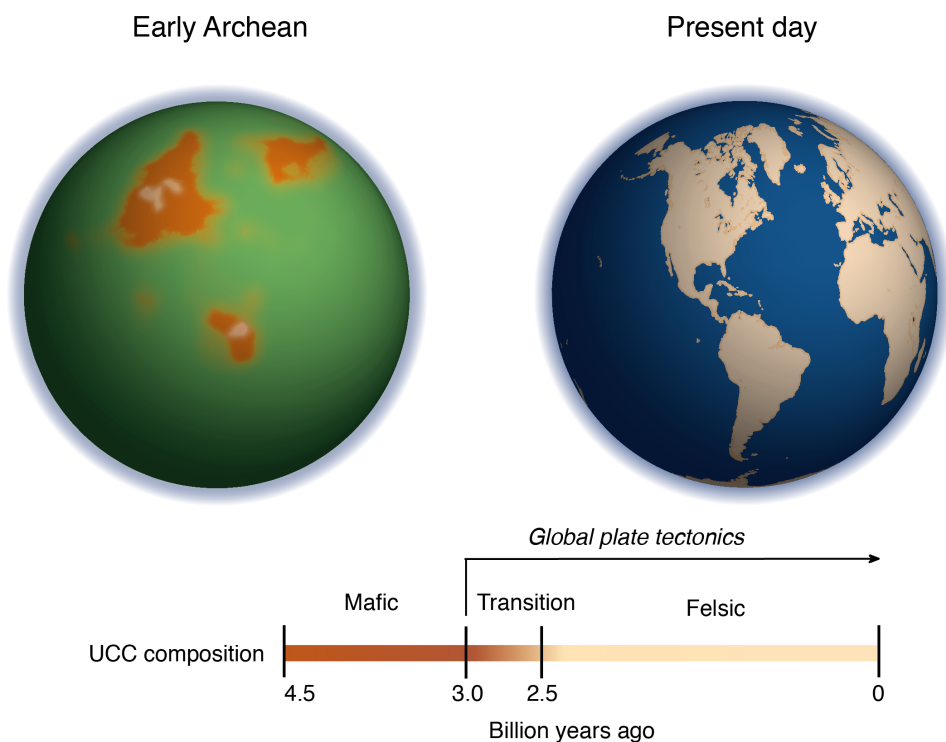 Early Archean
Present day
Global plate tectonics
Mafic
Transition
Felsic
UCC composition
4.5
3.0
2.5
0
Billion years ago